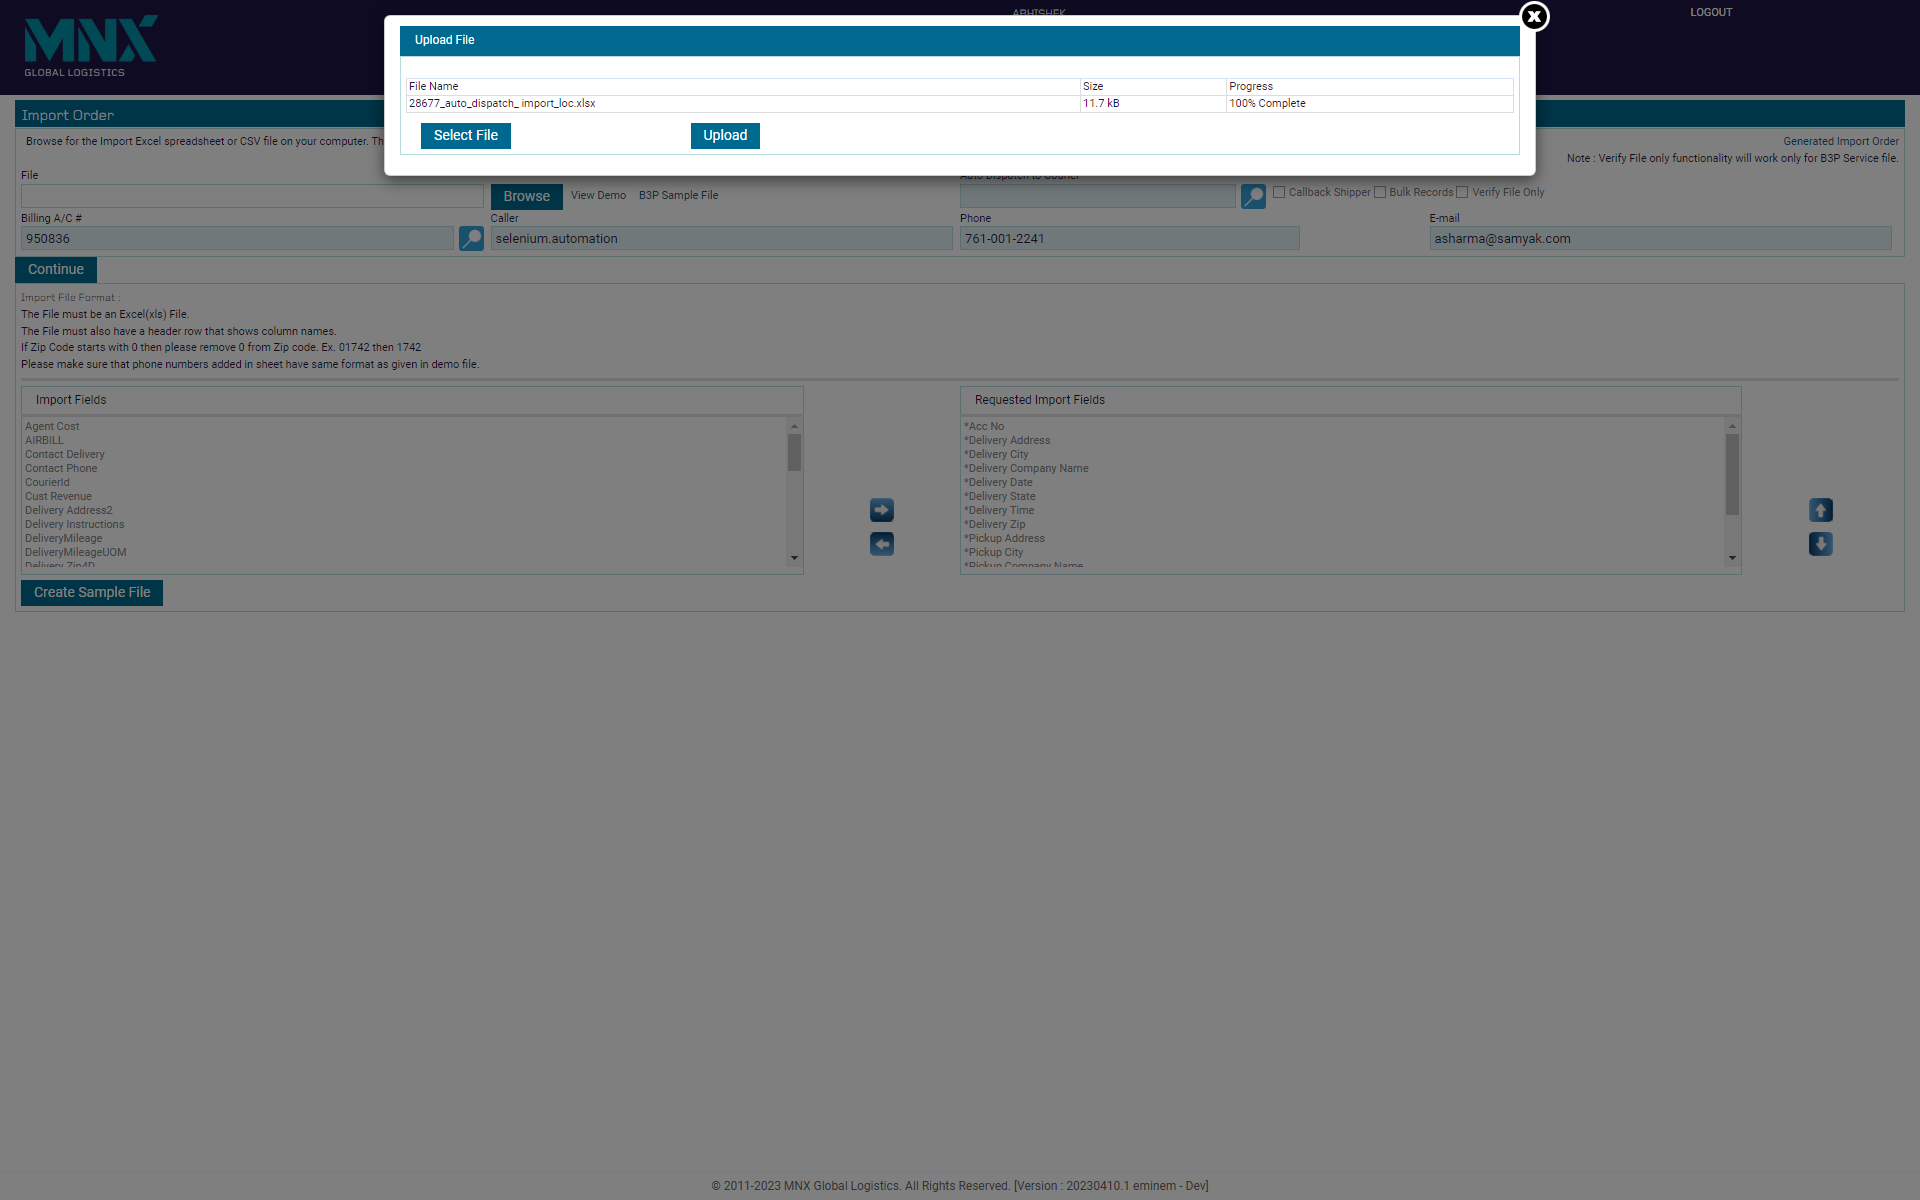 MNX
GLOBAL LOGISTICS
LOGOUT
Upload File
File Name Size Progress
28677_auto_dispatch_ import_loc.xlsx 11.7 kB 100% Complete
Select File Upload
Import Order
Browse for the Import Excel spreadsheet or CSV file on your computer. Th
Generated Import Order
Note : Verify File only functionality will work only for B3P Service file.
File
Browse View Demo B3P Sample File Callback Shipper Bulk Records Verify File Only
Billing A/C # Caller Phone E-mail
950836 selenium.automation 761-001-2241 asharma@samyak.com
Continue
Import File Format :
The File must be an Excel(xls) File.
The File must also have a header row that shows column names.
If Zip Code starts with 0 then please remove 0 from Zip code. Ex. 01742 then 1742
Please make sure that phone numbers added in sheet have same format as given in demo file.
Import Fields
Agent Cost
AIRBILL
Contact Delivery
Contact Phone
CourierId
Cust Revenue
Delivery Address2
Delivery Instructions
DeliveryMileage
DeliveryMileageUOM
Delivery Zip4D
Requested Import Fields
*Acc No
*Delivery Address
*Delivery City
*Delivery Company Name
*Delivery Date
*Delivery State
*Delivery Time
*Delivery Zip
*Pickup Address
*Pickup City
*Pickup Company Name
Create Sample File
© 2011-2023 MNX Global Logistics. All Rights Reserved. [Version : 20230410.1 eminem - Dev]